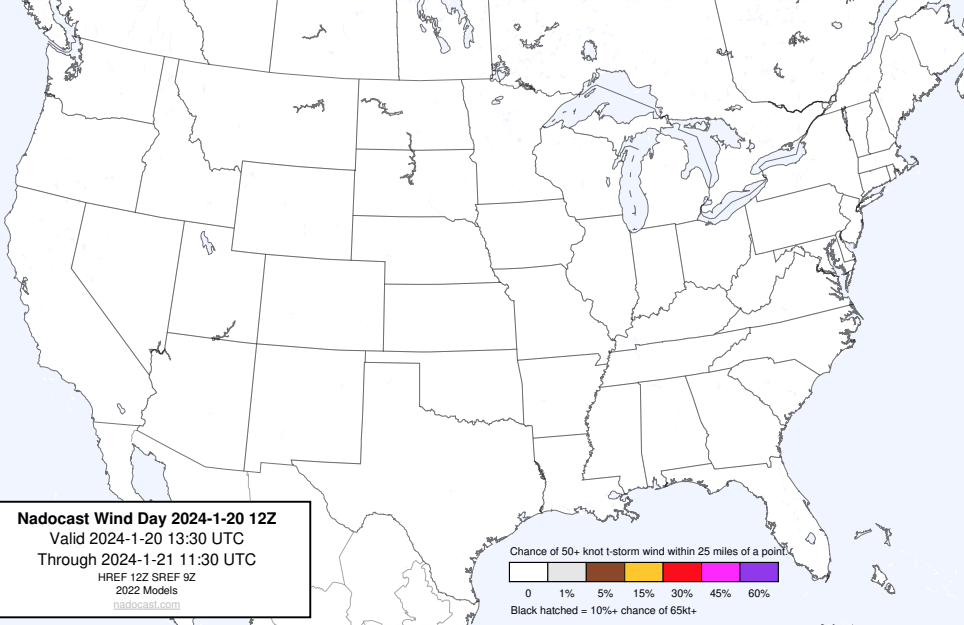 Nadocast Wind Day 2024-1-20 12Z
Valid 2024-1-20 13:30 UTC
Through 2024-1-21 11:30 UTC
HREF 12Z SREF 9Z
2022 Models
nadocast.com
Chance of 50+ knot t-storm wind within 25 miles of a point.
0 1% 5% 15% 30% 45% 60%
Black hatched = 10%+ chance of 65kt+